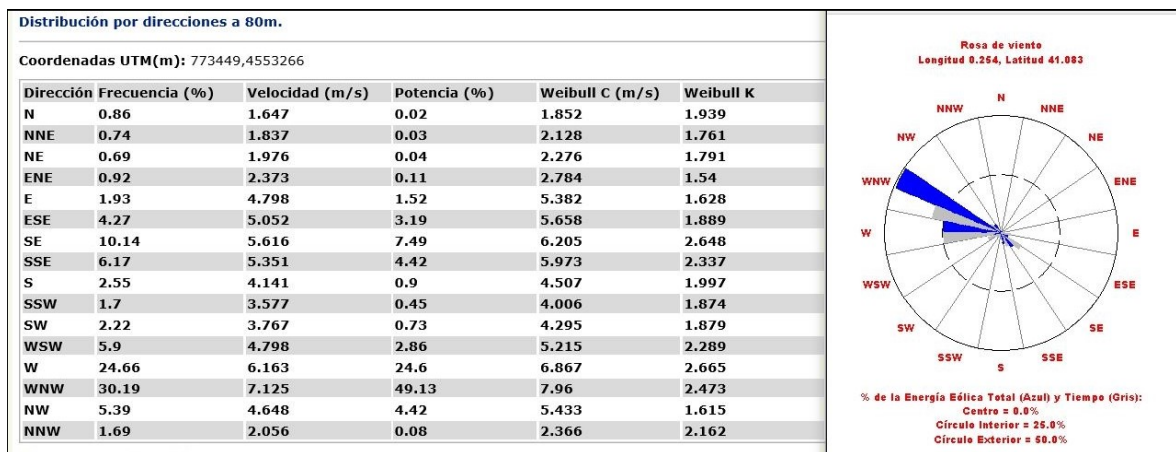 Distribución por direcciones a 80m.
Coordenadas UTM(m): 773449,4553266
Dirección Frecuencia (%) Velocidad (m/s) Potencia (%) Weibull C (m/s) Weibull K
N 0.86 1.647 0.02 1.852 1.939
NNE 0.74 1.837 0.03 2.128 1.761
NE 0.69 1.976 0.04 2.276 1.791
ENE 0.92 2.373 0.11 2.784 1.54
E 1.93 4.798 1.52 5.382 1.628
ESE 4.27 5.052 3.19 5.658 1.889
SE 10.14 5.616 7.49 6.205 2.648
SSE 6.17 5.351 4.42 5.973 2.337
S 2.55 4.141 0.9 4.507 1.997
SSW 1.7 3.577 0.45 4.006 1.874
SW 2.22 3.767 0.73 4.295 1.879
WSW 5.9 4.798 2.86 5.215 2.289
W 24.66 6.163 24.6 6.867 2.665
WNW 30.19 7.125 49.13 7.96 2.473
NW 5.39 4.648 4.42 5.433 1.615
NNW 1.69 2.056 0.08 2.366 2.162
Rosa de viento
Longitud 0.254, Latitud 41.083
N
NNW NNE
NW NE
WNW ENE
W E
WSW ESE
SW SE
SSW SSE
S
% de la Energía Eólica Total (Azul) y Tiempo (Gris):
Centro = 0.0%
Círculo Interior = 25.0%
Círculo Exterior = 50.0%